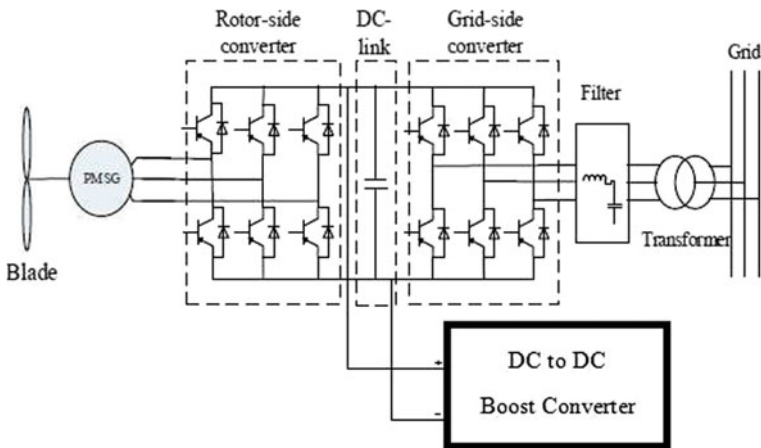 Rotor-side
converter
DC-
link
Grid-side
converter
Grid
Filter
PMSG
Transformer
Blade
+
DC to DC
-
Boost Converter